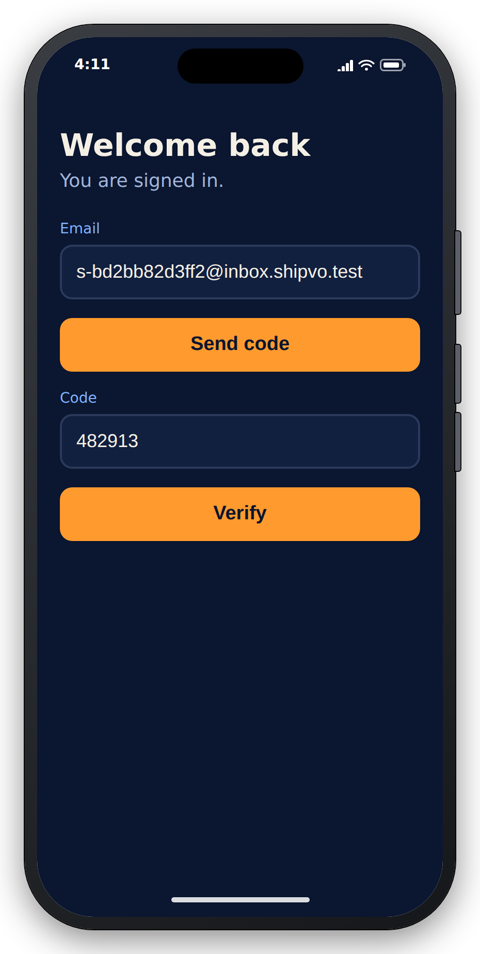 4:11
Welcome back
You are signed in.
Email
s-bd2bb82d3ff2@inbox.shipvo.test
Send code
Code
482913
Verify